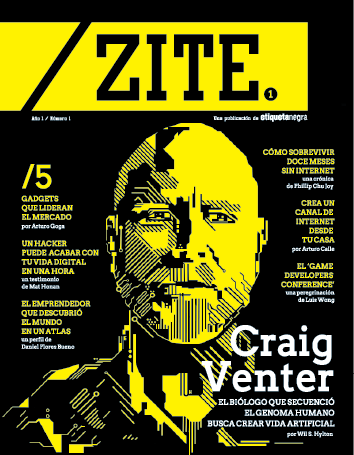 /ZITE.1
Año 1 / Número 1
Una publicación de etiquetanegra
/5
GADGETS
QUE LIDERAN
EL MERCADO
por Arturo Goga
UN HACKER
PUEDE ACABAR CON
TU VIDA DIGITAL
EN UNA HORA
un testimonio
de Mat Honan
EL EMPRENDEDOR
QUE DESCUBRIÓ
EL MUNDO
EN UN ATLAS
un perfil de
Daniel Flores Bueno
CÓMO SOBREVIVIR
DOCE MESES
SIN INTERNET
una crónica
de Phillip Chu Joy
CREA UN
CANAL DE
INTERNET
DESDE
TU CASA
por Arturo Calle
EL 'GAME
DEVELOPERS
CONFERENCE'
una peregrinación
de Luis Wong
Craig
Venter
EL BIÓLOGO QUE SECUENCIÓ
EL GENOMA HUMANO
BUSCA CREAR VIDA ARTIFICIAL
por Wil S. Hylton